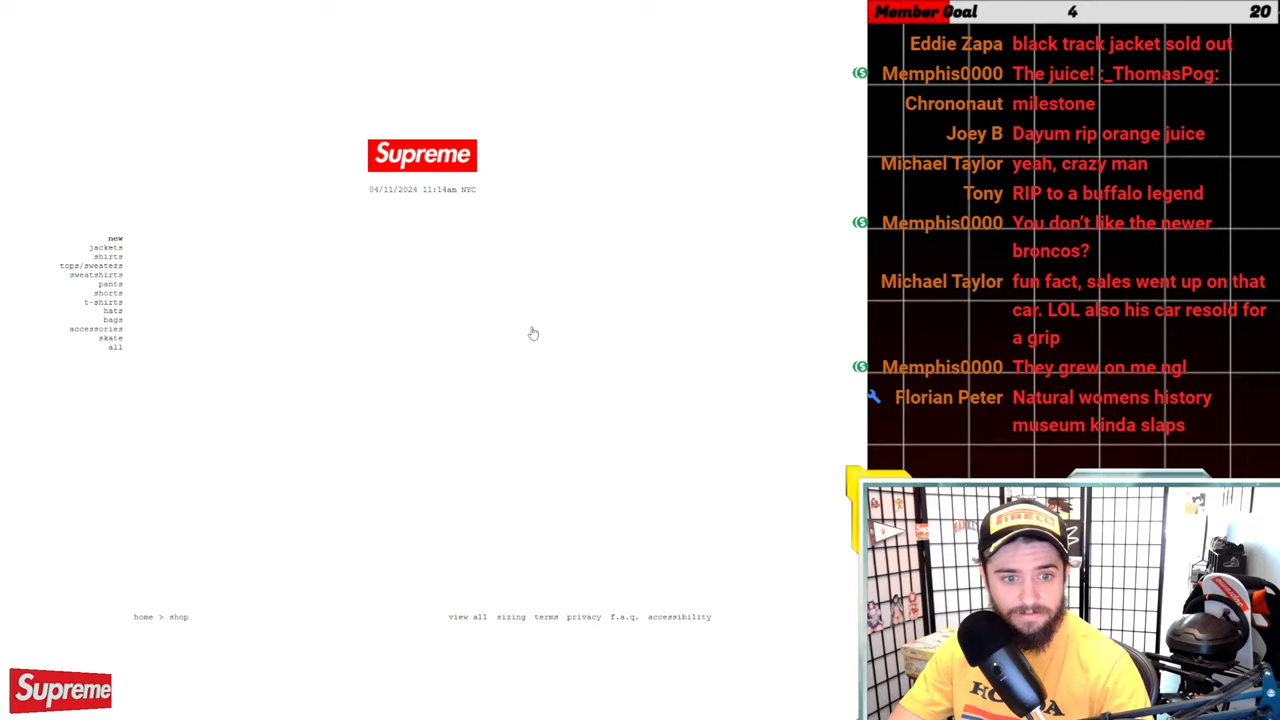 Supreme
04/11/2024 11:14am NYC
new
jackets
shirts
tops/sweaters
sweatshirts
pants
shorts
t-shirts
hats
bags
accessories
skate
all
home > shop
view all sizing terms privacy f.a.q. accessibility
Supreme
Member Goal 4 20
Eddie Zapa black track jacket sold out
Memphis0000 The juice! :_ThomasPog:
Chrononaut milestone
Joey B Dayum rip orange juice
Michael Taylor yeah, crazy man
Tony RIP to a buffalo legend
Memphis0000 You don’t like the newer
broncos?
Michael Taylor fun fact, sales went up on that
car. LOL also his car resold for
a grip
Memphis0000 They grew on me ngl
Florian Peter Natural womens history
museum kinda slaps
PIRELLI
Supreme